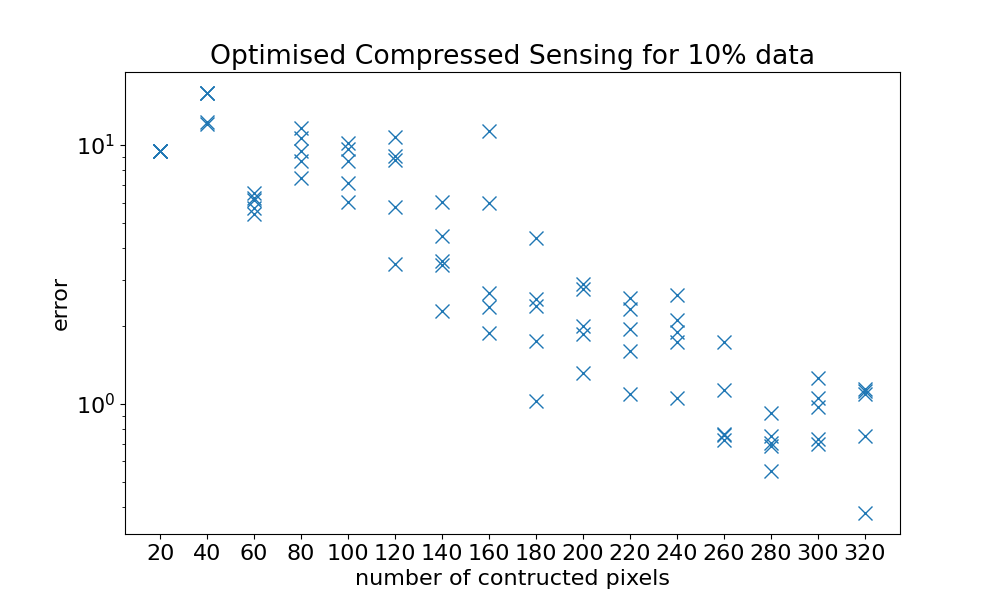 Optimised Compressed Sensing for 10% data
error
10¹
10⁰
20 40 60 80 100 120 140 160 180 200 220 240 260 280 300 320
number of contructed pixels